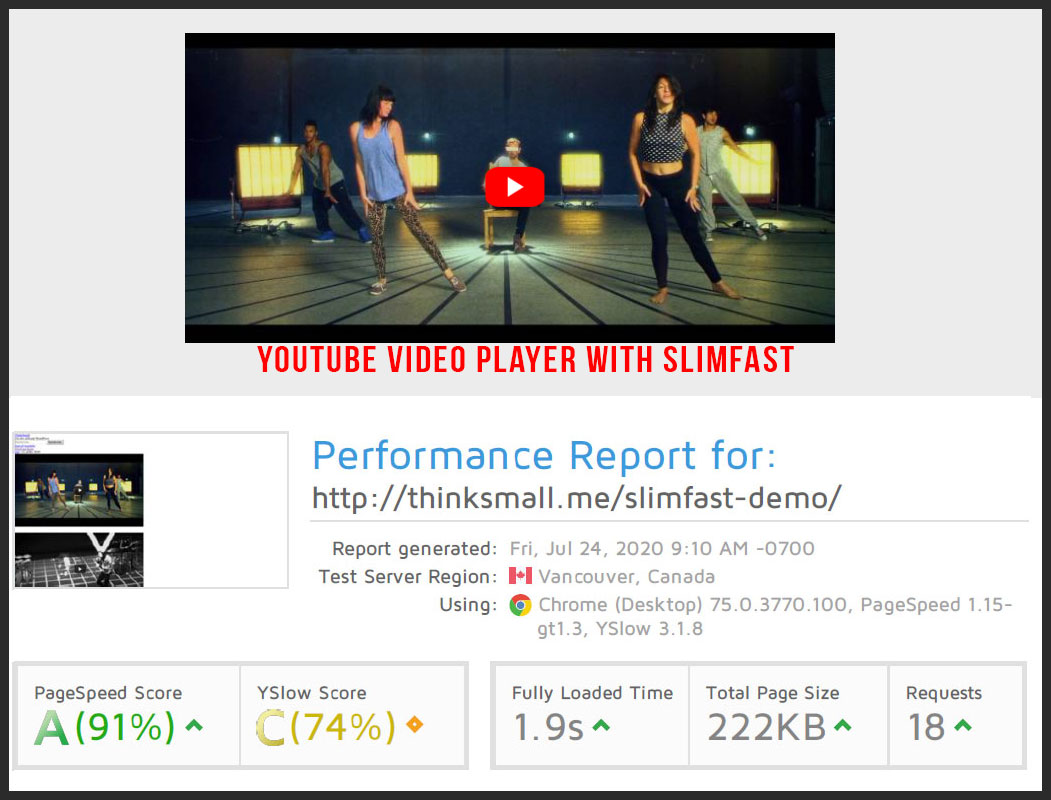 YOUTUBE VIDEO PLAYER WITH SLIMFAST
Performance Report for:
http://thinksmall.me/slimfast-demo/
Report generated: Fri, Jul 24, 2020 9:10 AM -0700
Test Server Region: Vancouver, Canada
Using: Chrome (Desktop) 75.0.3770.100, PageSpeed 1.15-
gt1.3, YSlow 3.1.8
PageSpeed Score
A (91%)
YSlow Score
C (74%)
Fully Loaded Time
1.9s
Total Page Size
222KB
Requests
18